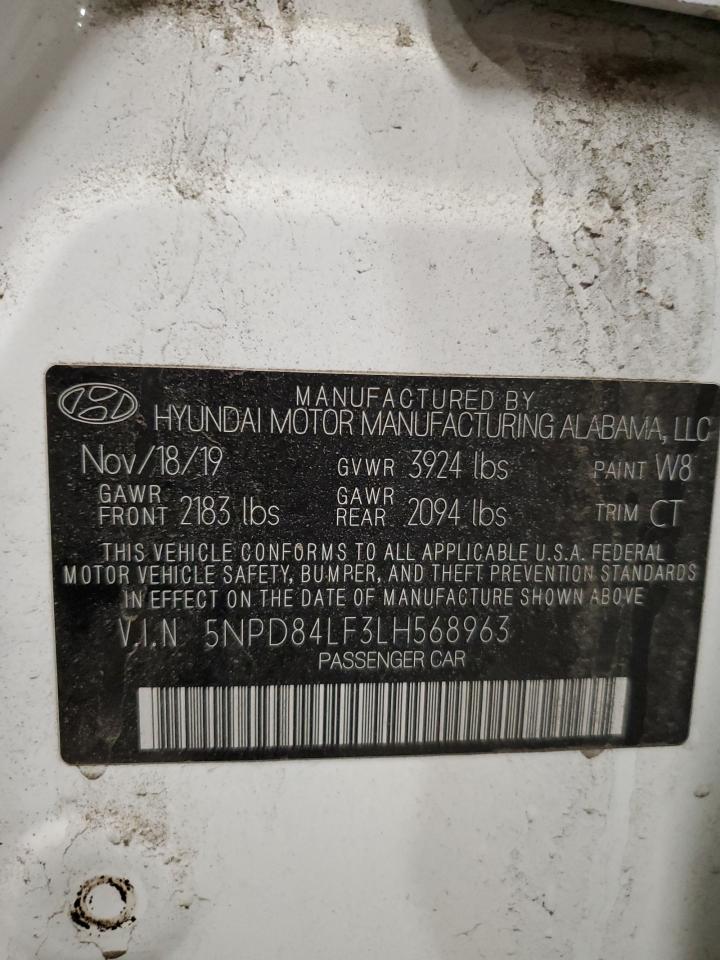 MANUFACTURED BY
HYUNDAI MOTOR MANUFACTURING ALABAMA, LLC
Nov/18/19 GVWR 3924 lbs PAINT W8
GAWR FRONT 2183 lbs GAWR REAR 2094 lbs TRIM CT
THIS VEHICLE CONFORMS TO ALL APPLICABLE U.S.A. FEDERAL
MOTOR VEHICLE SAFETY, BUMPER, AND THEFT PREVENTION STANDARDS
IN EFFECT ON THE DATE OF MANUFACTURE SHOWN ABOVE
V.I.N 5NPD84LF3LH568963
PASSENGER CAR